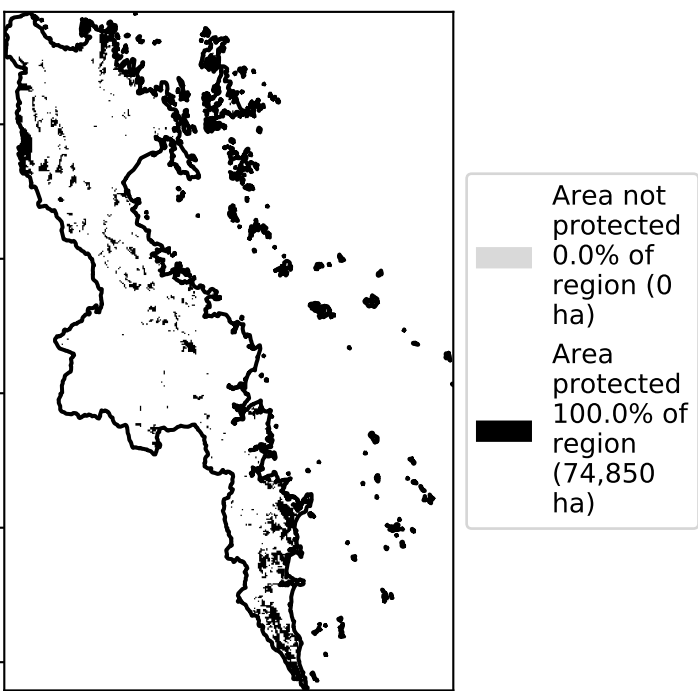 Area not
protected
0.0% of
region (0
ha)
Area
protected
100.0% of
region
(74,850
ha)